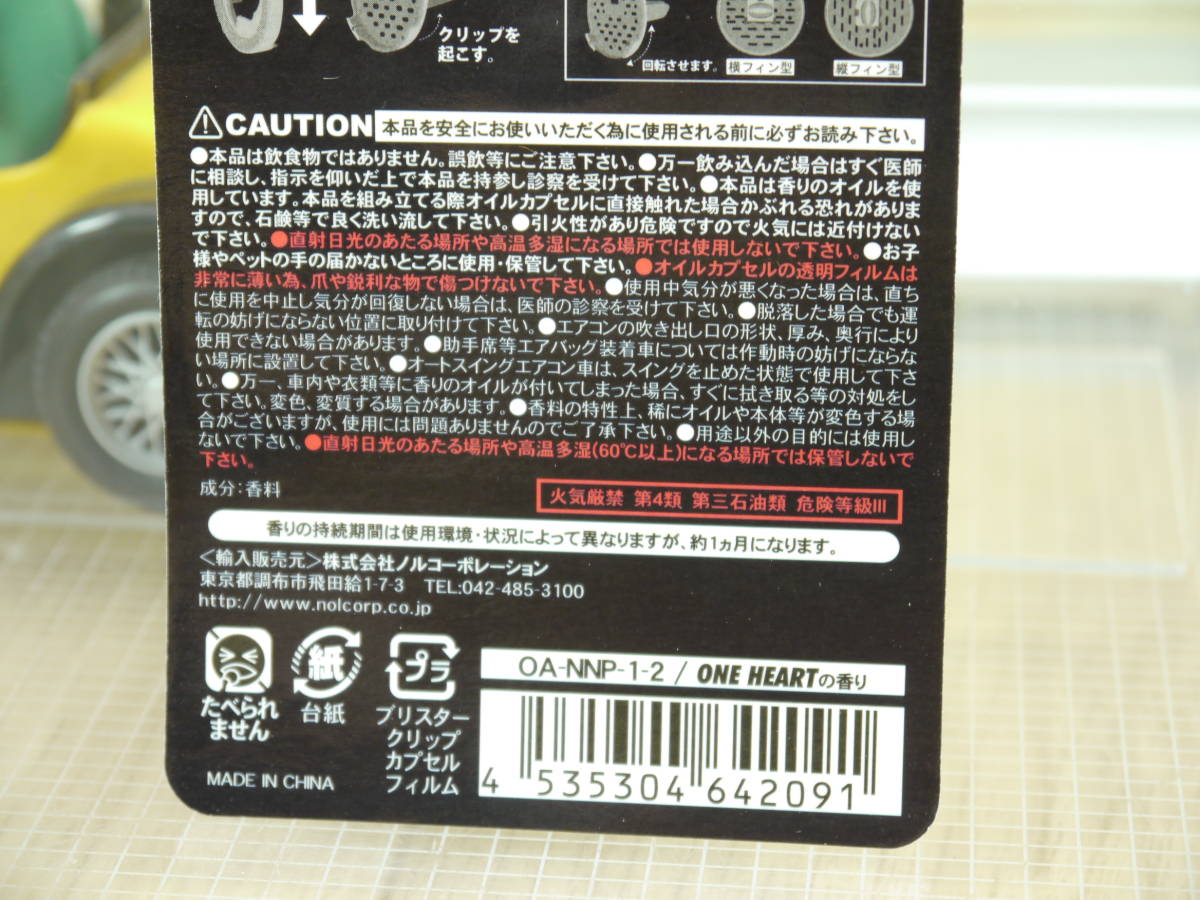 クリップを
起こす。
回転させます。
横フィン型
縦フィン型
CAUTION 本品を安全にお使いいただく為に使用される前に必ずお読み下さい。
●本品は飲食物ではありません。誤飲等にご注意下さい。●万一飲み込んだ場合はすぐ医師
に相談し、指示を仰いだ上で本品を持参し診察を受けて下さい。●本品は香りのオイルを使
用しています。本品を組み立てる際オイルカプセルに直接触れた場合かぶれる恐れがありま
すので、石鹸等で良く洗い流して下さい。●引火性があり危険ですので火気には近付けない
で下さい。●直射日光のあたる場所や高温多湿になる場所では使用しないで下さい。●お子
様やペットの手の届かないところに使用・保管して下さい。●オイルカプセルの透明フィルムは
非常に薄い為、爪や鋭利な物で傷つけないで下さい。●使用中気分が悪くなった場合は、直ち
に使用を中止し気分が回復しない場合は、医師の診察を受けて下さい。●脱落した場合でも運
転の妨げにならない位置に取り付けて下さい。●エアコンの吹き出し口の形状、厚み、奥行により
使用できない場合があります。●助手席等エアバッグ装着車については作動時の妨げにならな
い場所に設置して下さい。●オートスイングエアコン車は、スイングを止めた状態で使用して下さ
い。●万一、車内や衣類等に香りのオイルが付いてしまった場合、すぐに拭き取る等の対処をし
て下さい。変色、変質する場合があります。●香料の特性上、稀にオイルや本体等が変色する場
合がございますが、使用には問題ありませんのでご了承下さい。●用途以外の目的には使用し
ないで下さい。●直射日光のあたる場所や高温多湿(60℃以上)になる場所では保管しないで
下さい。
成分：香料
火気厳禁 第4類 第三石油類 危険等級III
香りの持続期間は使用環境・状況によって異なりますが、約1ヵ月になります。
＜輸入販売元＞株式会社ノルコーポレーション
東京都調布市飛田給1-7-3 TEL:042-485-3100
http://www.nolcorp.co.jp
たべられ
ません
紙
台紙
プラ
ブリスター
クリップ
カプセル
フィルム
MADE IN CHINA
OA-NNP-1-2 / ONE HEARTの香り
4 535304 642091